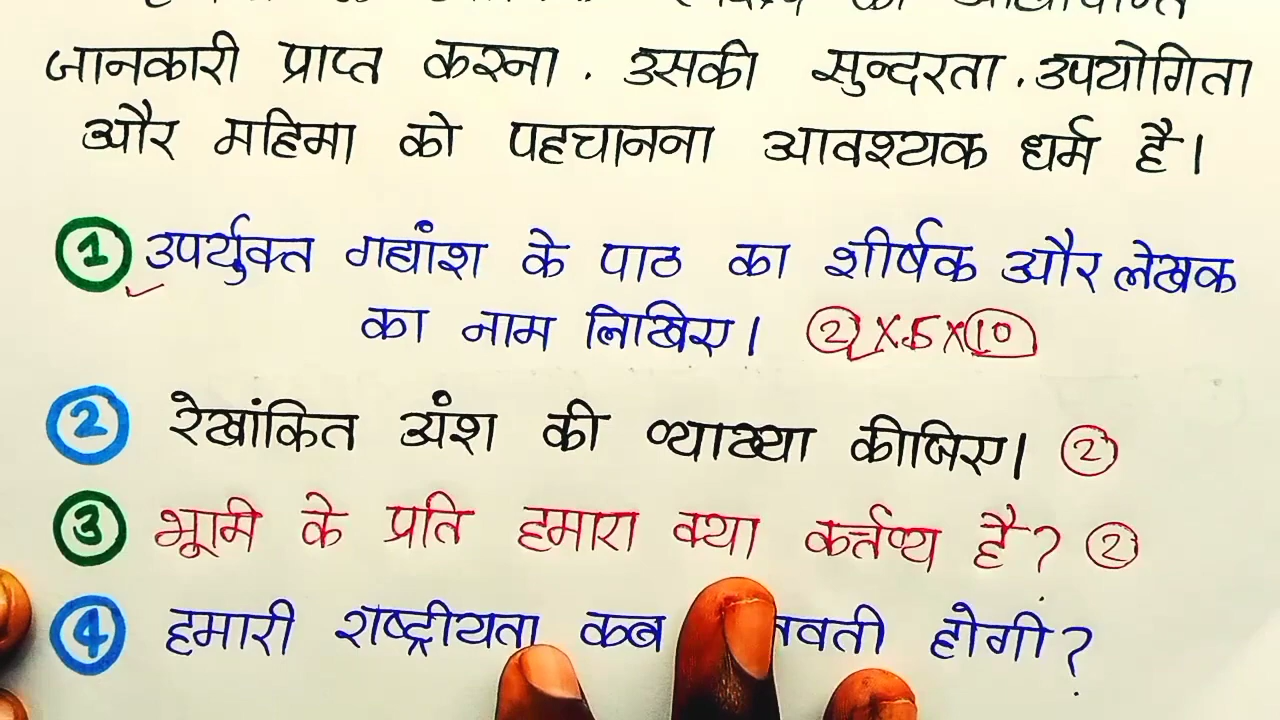 जानकारी प्राप्त करना . उसकी सुन्दरता . उपयोगिता
और महिमा को पहचानना आवश्यक धर्म है।
① उपर्युक्त गद्यांश के पाठ का शीर्षक और लेखक
का नाम लिखिए। ②×5×⑩
② रेखांकित अंश की व्याख्या कीजिए। ②
③ भूमि के प्रति हमारा क्या कर्त्तव्य है? ②
④ हमारी राष्ट्रीयता कब होगी?